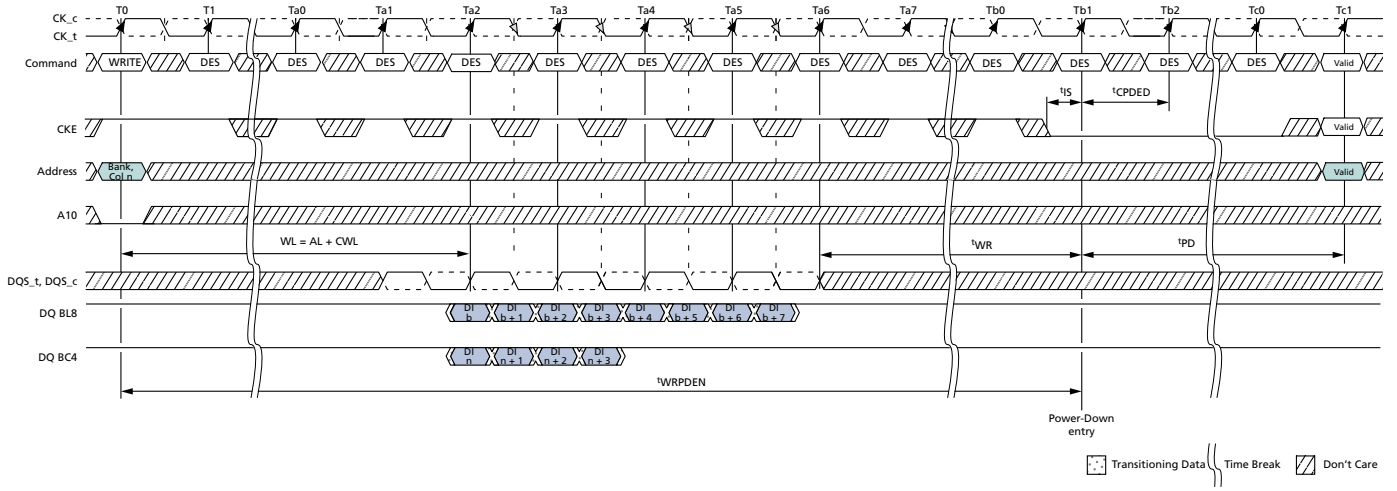 T0 T1 Ta0 Ta1 Ta2 Ta3 Ta4 Ta5 Ta6 Ta7 Tb0 Tb1 Tb2 Tc0 Tc1
CK_c
CK_t
Command WRITE DES DES DES DES DES DES DES DES DES DES DES DES DES Valid
tIS tCPDED
CKE Valid
Address Bank, Col n Valid
A10
WL = AL + CWL tWR tPD
DQS_t, DQS_c
DQ BL8 DI b DI b + 1 DI b + 2 DI b + 3 DI b + 4 DI b + 5 DI b + 6 DI b + 7
DQ BC4 DI n DI n + 1 DI n + 2 DI n + 3
tWRPDEN
Power-Down
entry
Transitioning Data Time Break Don't Care